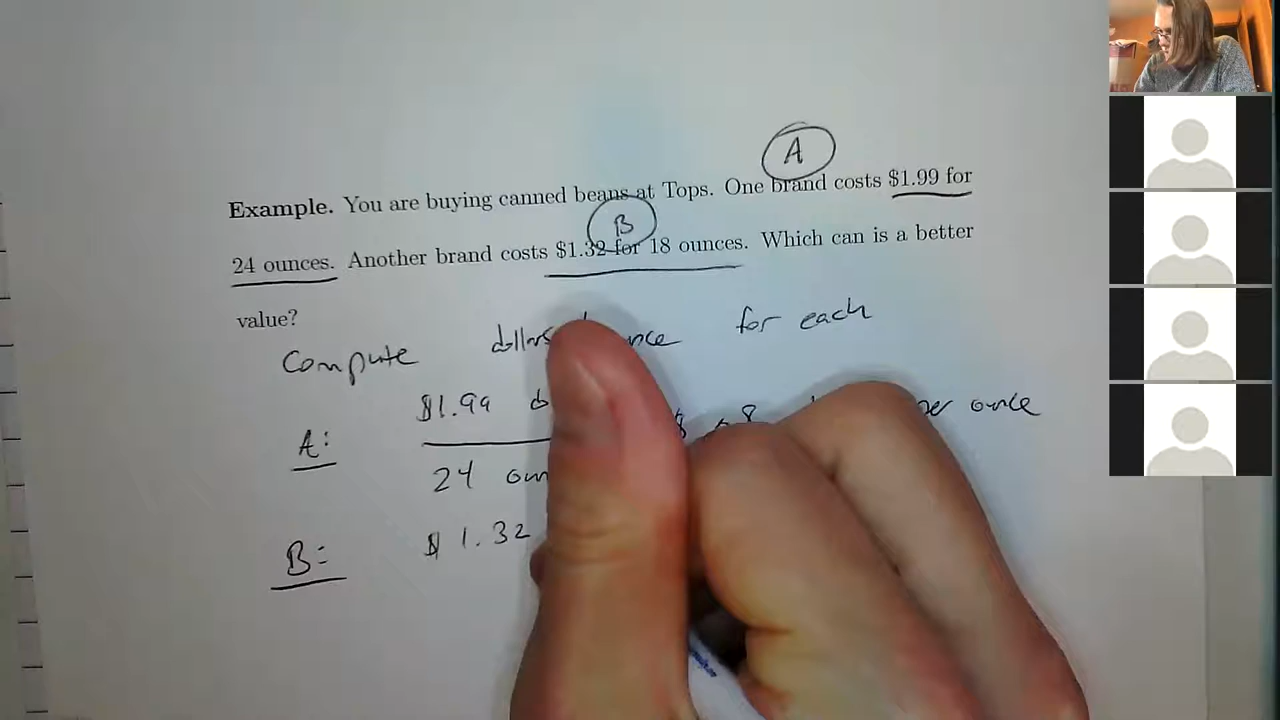 A
Example. You are buying canned beans at Tops. One brand costs $1.99 for
B
24 ounces. Another brand costs $1.32 for 18 ounces. Which can is a better
value?
Compute dollars for each
A: $1.99
24
per ounce
B: $1.32